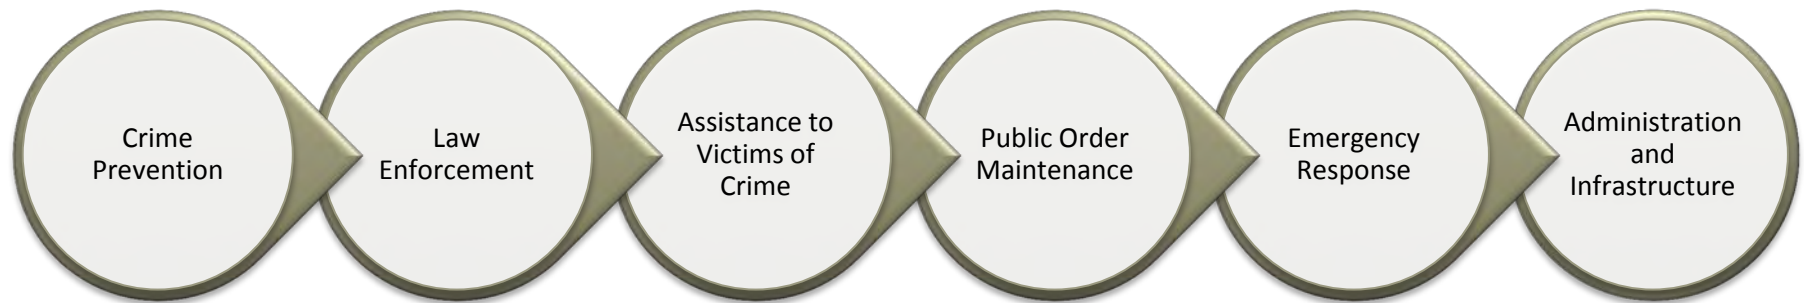 Crime
Prevention
Law
Enforcement
Assistance to
Victims of
Crime
Public Order
Maintenance
Emergency
Response
Administration
and
Infrastructure